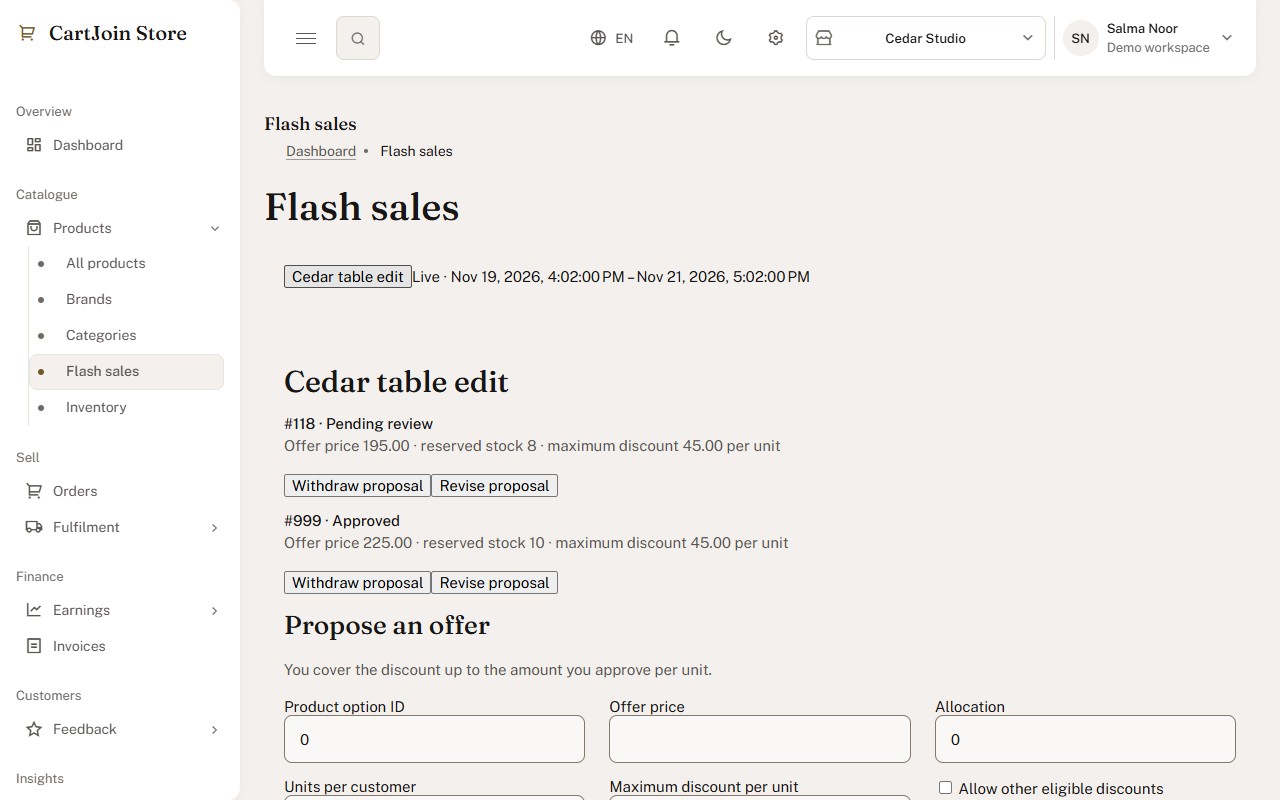 CartJoin Store
EN
Cedar Studio
SN
Salma Noor
Demo workspace
Overview
Dashboard
Catalogue
Products
All products
Brands
Categories
Flash sales
Inventory
Sell
Orders
Fulfilment
Finance
Earnings
Invoices
Customers
Feedback
Insights
Flash sales
Dashboard • Flash sales
Flash sales
Cedar table edit Live · Nov 19, 2026, 4:02:00 PM – Nov 21, 2026, 5:02:00 PM
Cedar table edit
#118 · Pending review
Offer price 195.00 · reserved stock 8 · maximum discount 45.00 per unit
Withdraw proposal Revise proposal
#999 · Approved
Offer price 225.00 · reserved stock 10 · maximum discount 45.00 per unit
Withdraw proposal Revise proposal
Propose an offer
You cover the discount up to the amount you approve per unit.
Product option ID Offer price Allocation
0 0
Units per customer Maximum discount per unit Allow other eligible discounts